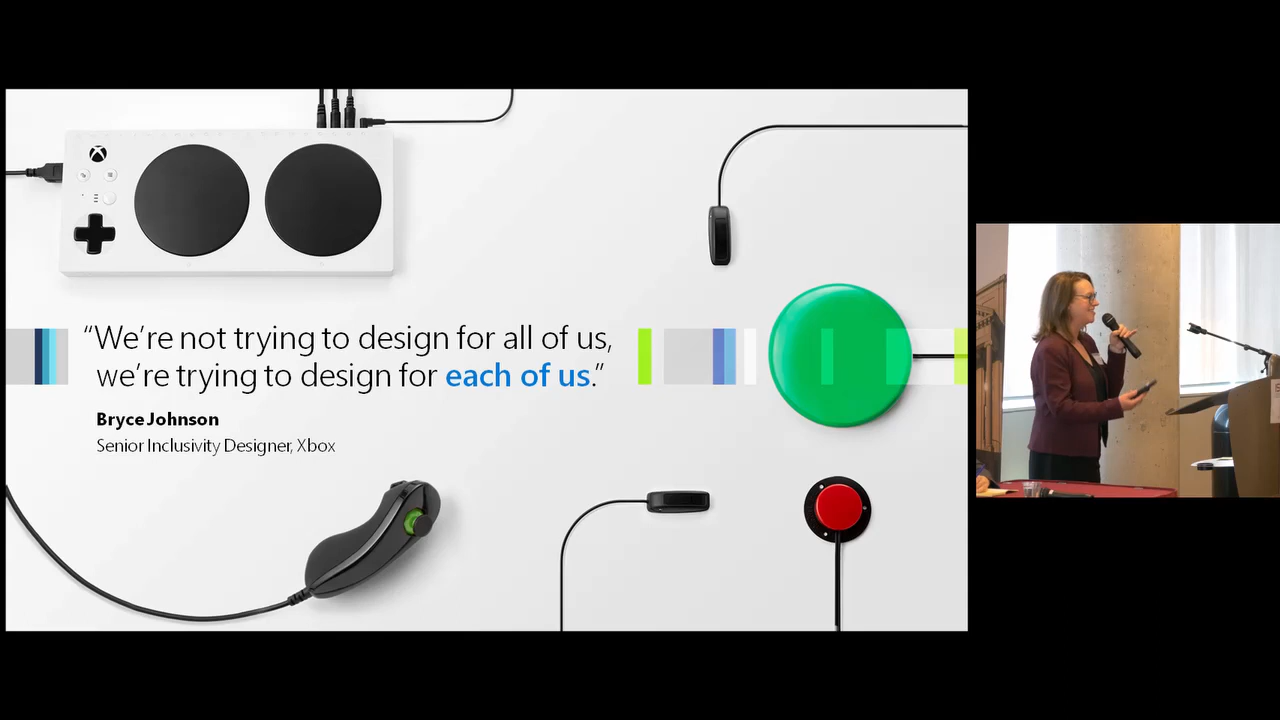 “We’re not trying to design for all of us,
we’re trying to design for each of us.”
Bryce Johnson
Senior Inclusivity Designer, Xbox